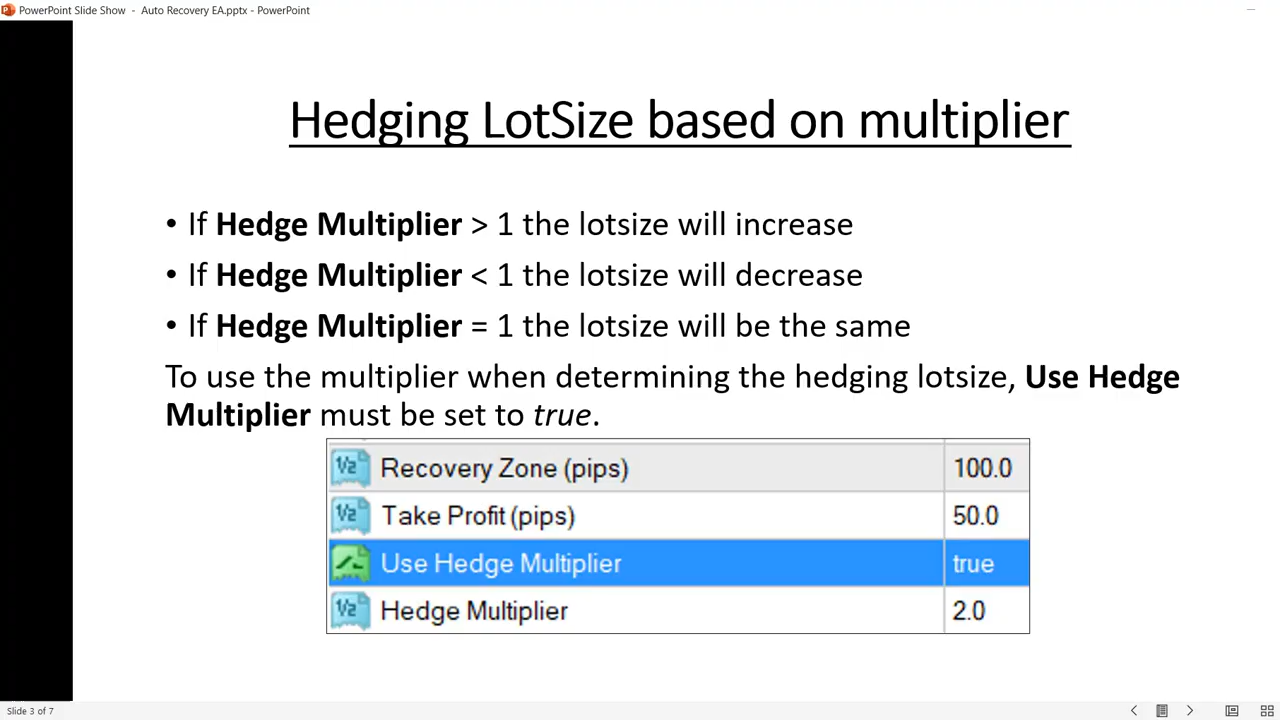 PowerPoint Slide Show - Auto Recovery EA.pptx - PowerPoint
Hedging LotSize based on multiplier
• If Hedge Multiplier > 1 the lotsize will increase
• If Hedge Multiplier < 1 the lotsize will decrease
• If Hedge Multiplier = 1 the lotsize will be the same
To use the multiplier when determining the hedging lotsize, Use Hedge
Multiplier must be set to true.
Recovery Zone (pips) 100.0
Take Profit (pips) 50.0
Use Hedge Multiplier true
Hedge Multiplier 2.0
Slide 3 of 7